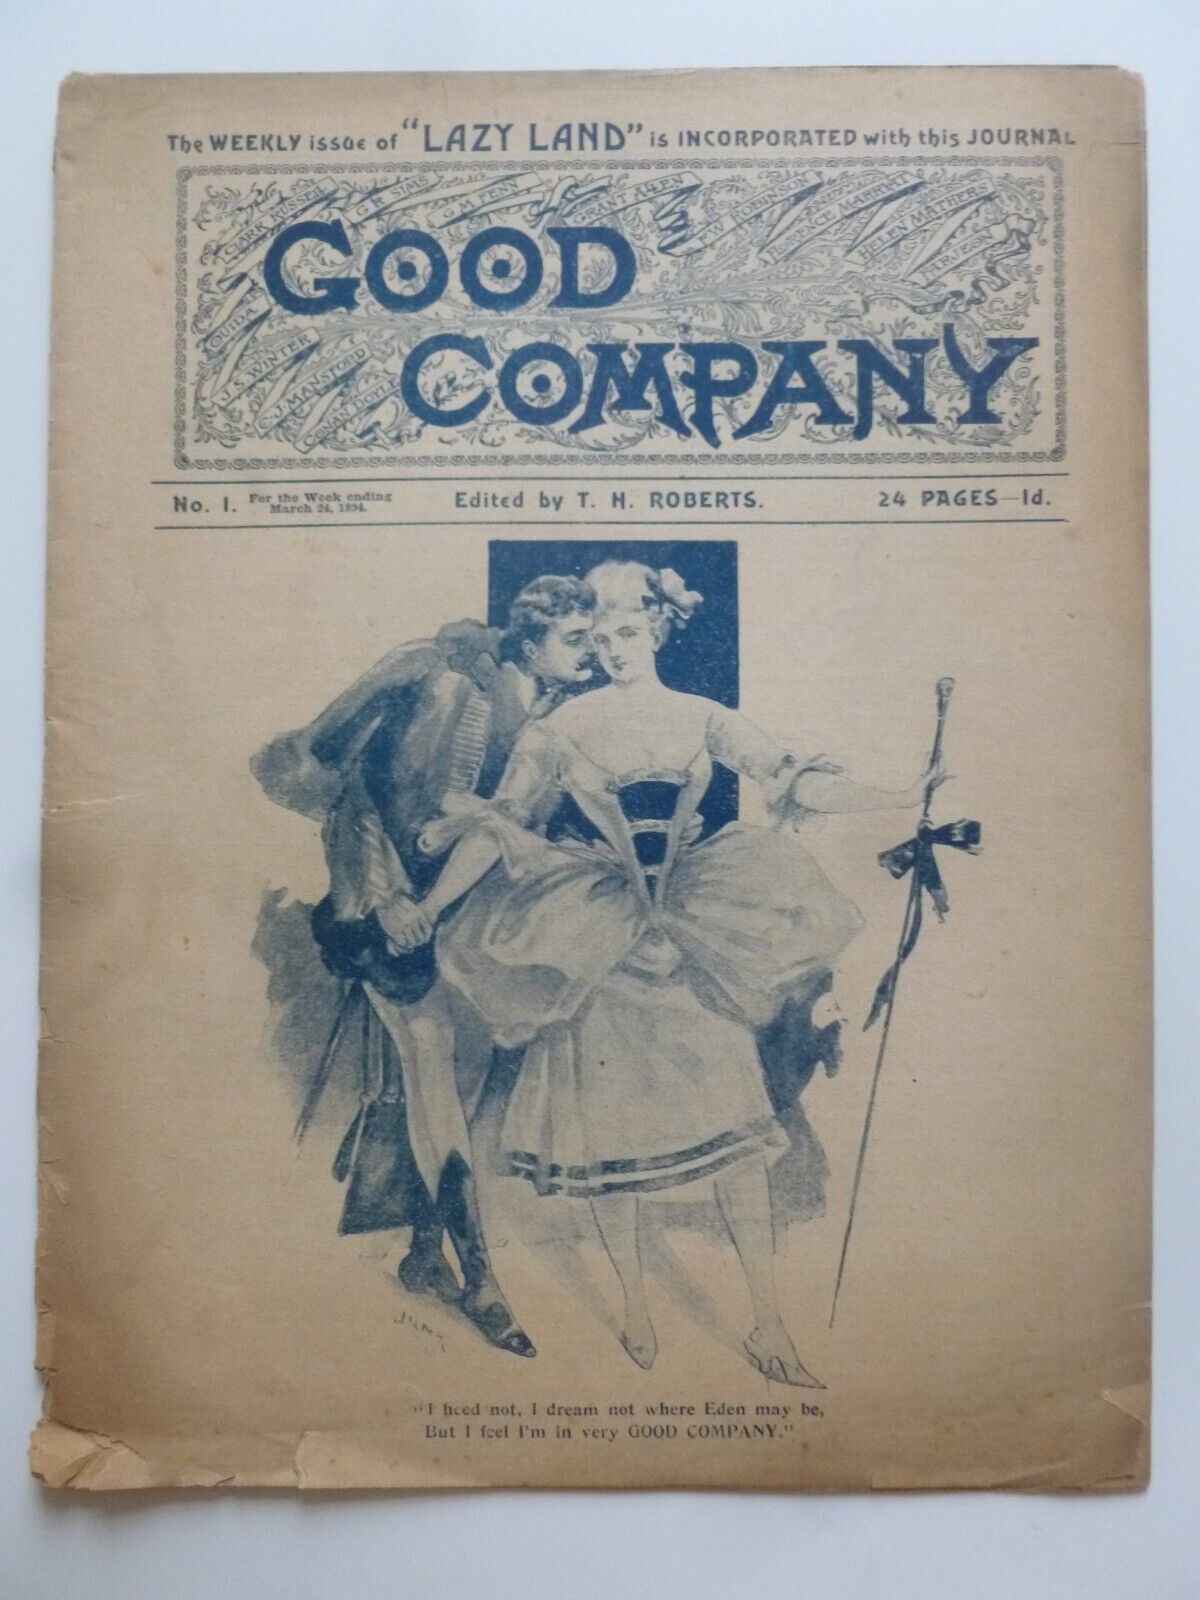 The WEEKLY issue of "LAZY LAND" is INCORPORATED with this JOURNAL
CLARK RUSSELL
G. R. SIMS
G. M. FENN
GRANT ALLEN
F. W. ROBINSON
FLORENCE MARRYAT
HELEN MATHERS
FARJEON
OUIDA
J. S. WINTER
C. J. MANSFORD
CONAN DOYLE
GOOD
COMPANY
No. 1. For the Week ending March 24, 1894. Edited by T. H. ROBERTS. 24 PAGES—1d.
"I heed not, I dream not where Eden may be,
But I feel I'm in very GOOD COMPANY."